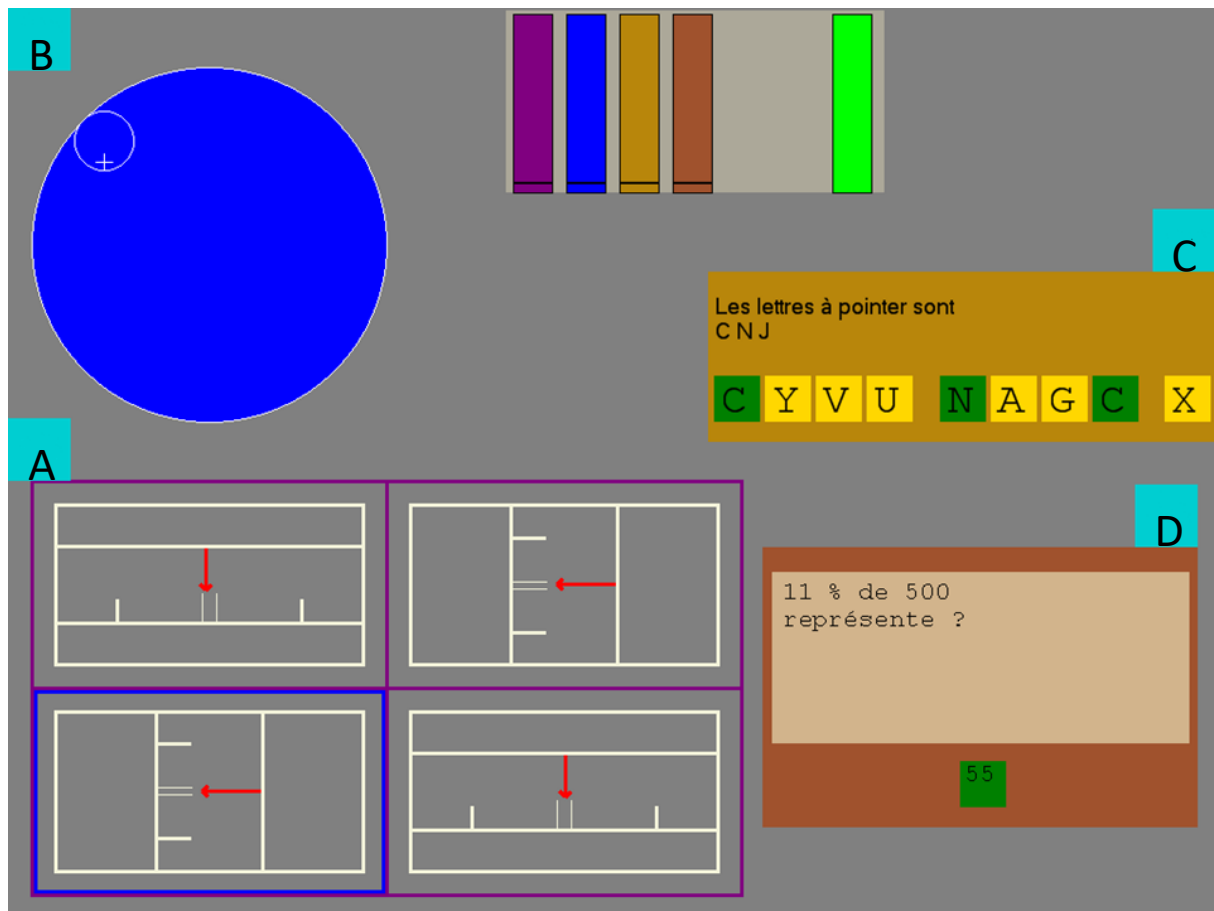 B
C
Les lettres à pointer sont
C N J
C Y V U N A G C X
A
D
11 % de 500
représente ?
55